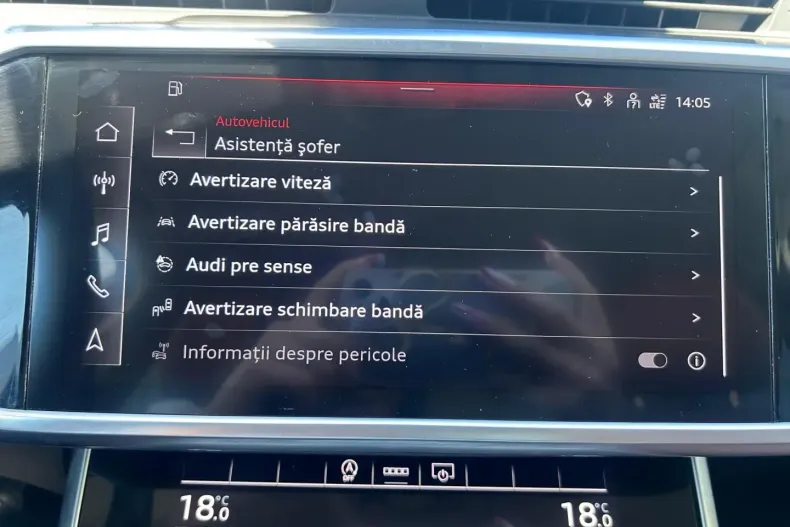 14:05
Autovehicul
Asistență șofer
Avertizare viteză
Avertizare părăsire bandă
Audi pre sense
Avertizare schimbare bandă
Informații despre pericole
A OFF
18.0 °C
18.0 °C